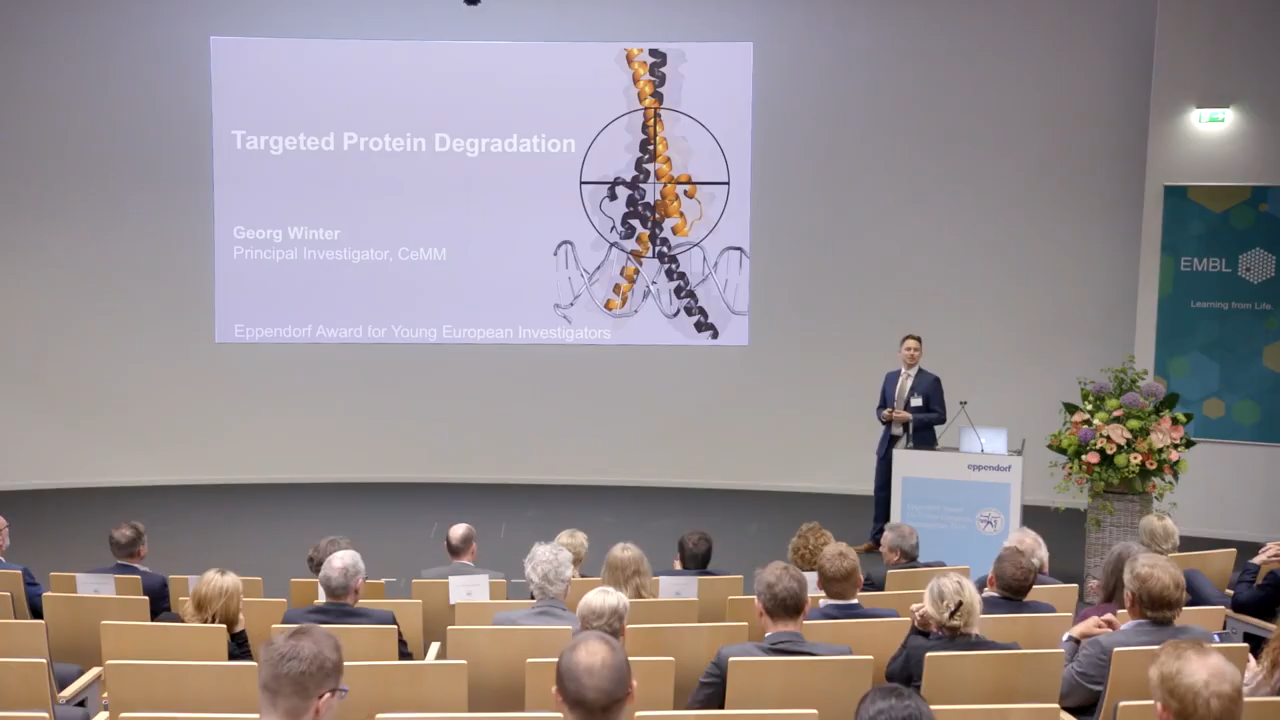 Targeted Protein Degradation
Georg Winter
Principal Investigator, CeMM
Eppendorf Award for Young European Investigators
EMBL
Learning from Life.
eppendorf